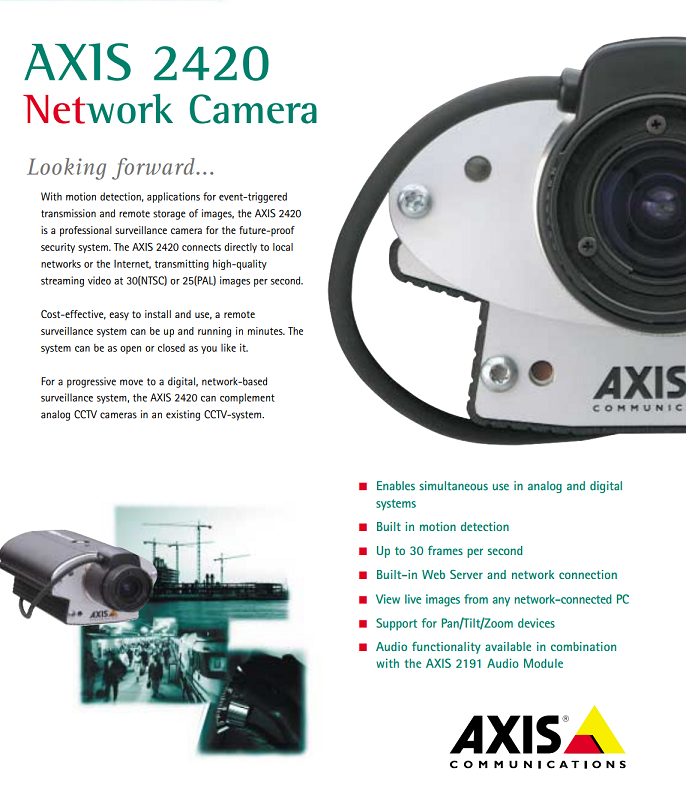 AXIS 2420
Network Camera
Looking forward...
With motion detection, applications for event-triggered
transmission and remote storage of images, the AXIS 2420
is a professional surveillance camera for the future-proof
security system. The AXIS 2420 connects directly to local
networks or the Internet, transmitting high-quality
streaming video at 30(NTSC) or 25(PAL) images per second.
Cost-effective, easy to install and use, a remote
surveillance system can be up and running in minutes. The
system can be as open or closed as you like it.
For a progressive move to a digital, network-based
surveillance system, the AXIS 2420 can complement
analog CCTV cameras in an existing CCTV-system.
AXIS
COMMUNIC
■ Enables simultaneous use in analog and digital
systems
■ Built in motion detection
■ Up to 30 frames per second
■ Built-in Web Server and network connection
■ View live images from any network-connected PC
■ Support for Pan/Tilt/Zoom devices
■ Audio functionality available in combination
with the AXIS 2191 Audio Module
AXIS
AXIS®
COMMUNICATIONS